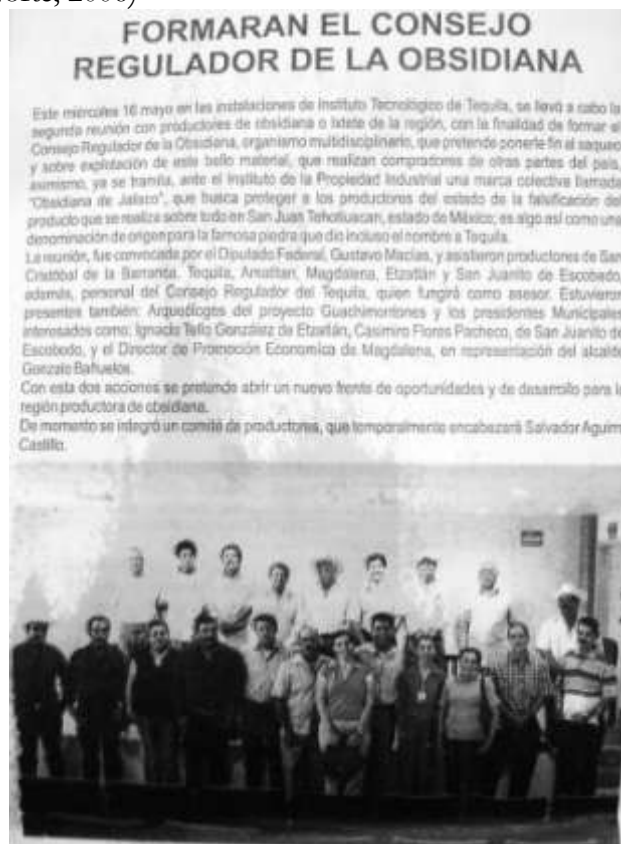 orte, 2006)
FORMARAN EL CONSEJO
REGULADOR DE LA OBSIDIANA
Este miércoles 16 mayo en las instalaciones de Instituto Tecnológico de Tequila, se llevó a cabo la
segunda reunión con productores de obsidiana o ixtete de la región, con la finalidad de formar el
Consejo Regulador de la Obsidiana, organismo multidisciplinario, que pretende ponerle fin al saqueo
y sobre explotación de este bello material, que realizan compradores de otras partes del país,
asimismo, ya se tramita, ante el Instituto de la Propiedad Industrial una marca colectiva llamada
"Obsidiana de Jalisco", que busca proteger a los productores del estado de la falsificación del
producto que se realiza sobre todo en San Juan Tehotiuacan, estado de México, es algo así como una
denominación de origen para la famosa piedra que dio incluso el nombre a Tequila.
La reunión, fue convocada por el Diputado Federal, Gustavo Macías, y asistieron productores de San
Cristóbal de la Barranca, Tequila, Amatitan, Magdalena, Etzatlán y San Juanito de Escobedo,
además, personal del Consejo Regulador del Tequila, quien fungirá como asesor. Estuvieron
presentes también: Arqueólogos del proyecto Guachimontones y los presidentes Municipales
interesados como; Ignacio Tello González de Etzatlán, Casimiro Flores Pacheco, de San Juanito de
Escobedo, y el Director de Promoción Economica de Magdalena, en representación del alcalde
Gonzalo Bañuelos.
Con esta dos acciones se pretende abrir un nuevo frente de oportunidades y de desarrollo para la
región productora de obsidiana.
De momento se integró un comité de productores, que temporalmente encabezará Salvador
Castillo.